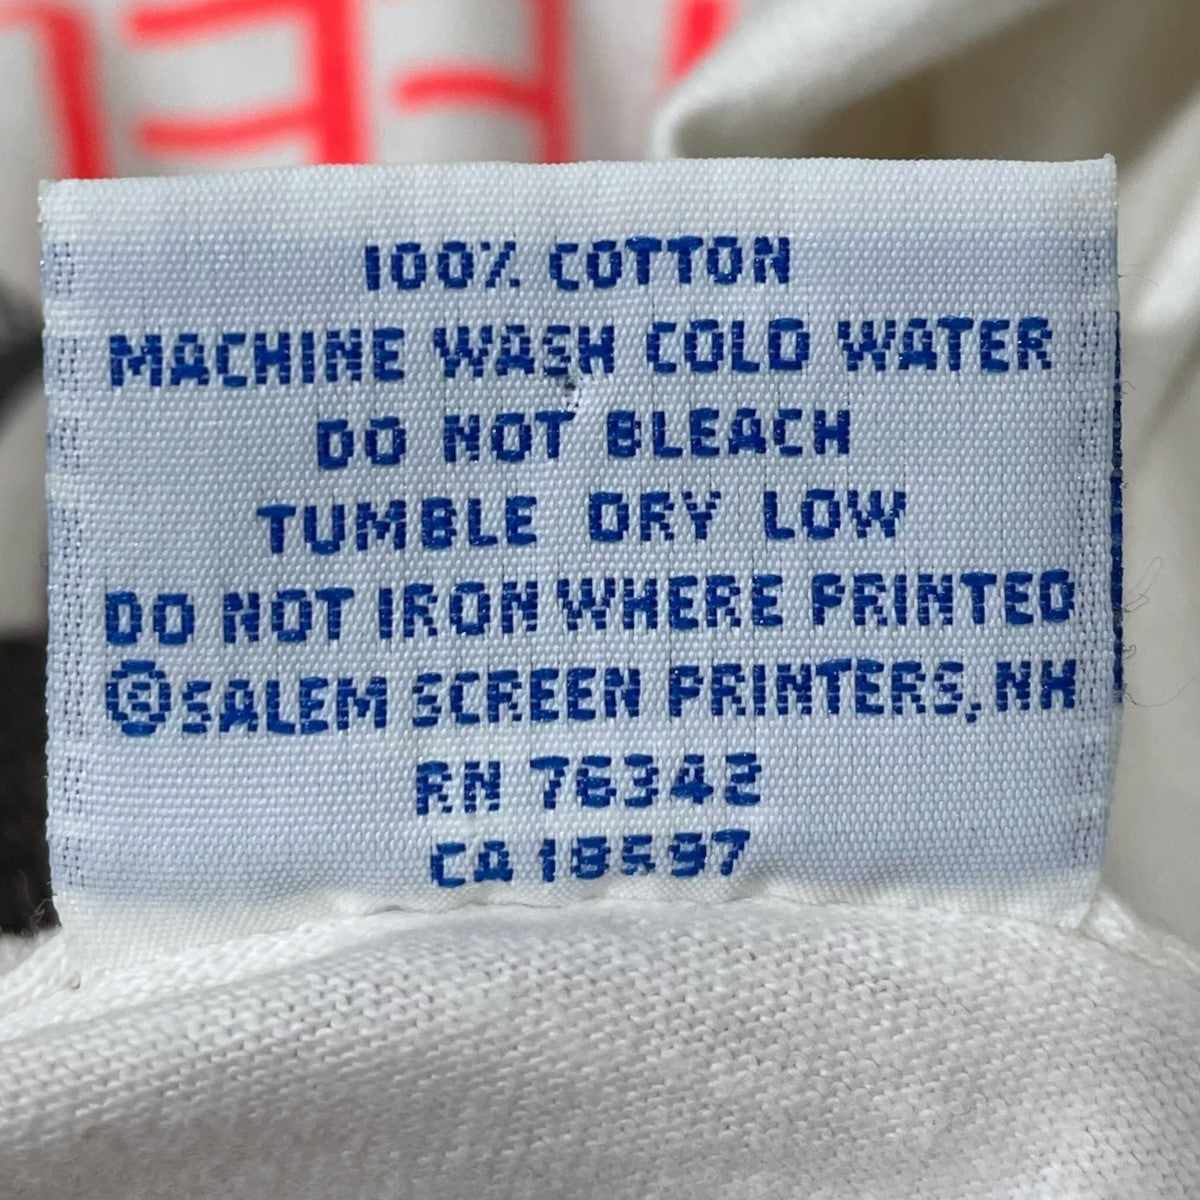 100% COTTON
MACHINE WASH COLD WATER
DO NOT BLEACH
TUMBLE DRY LOW
DO NOT IRON WHERE PRINTED
©SALEM SCREEN PRINTERS, NH
RN 76342
CA 18597